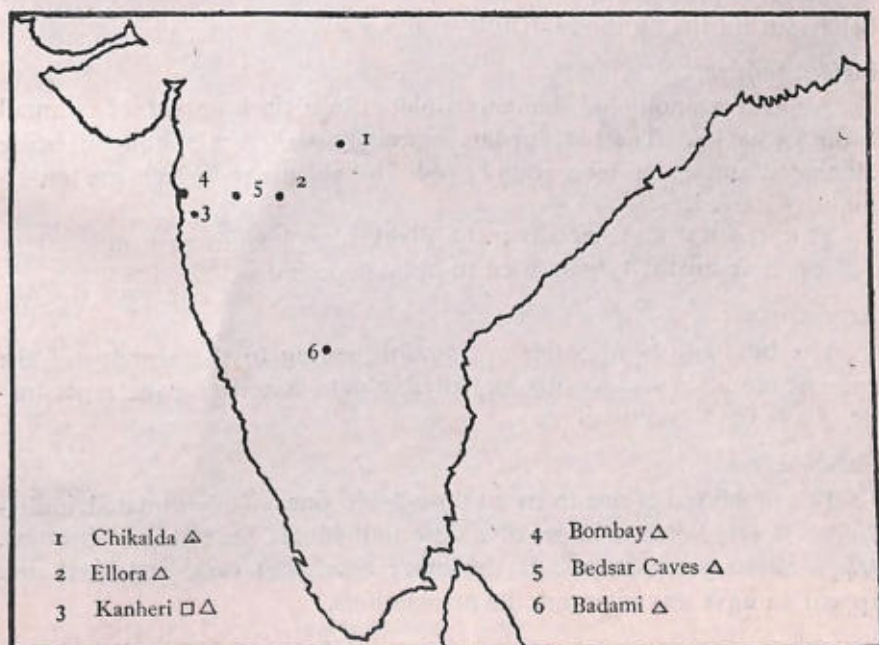 1
4
5 2
3
6
1 Chikalda △
2 Ellora △
3 Kanheri □ △
4 Bombay △
5 Bedsar Caves △
6 Badami △